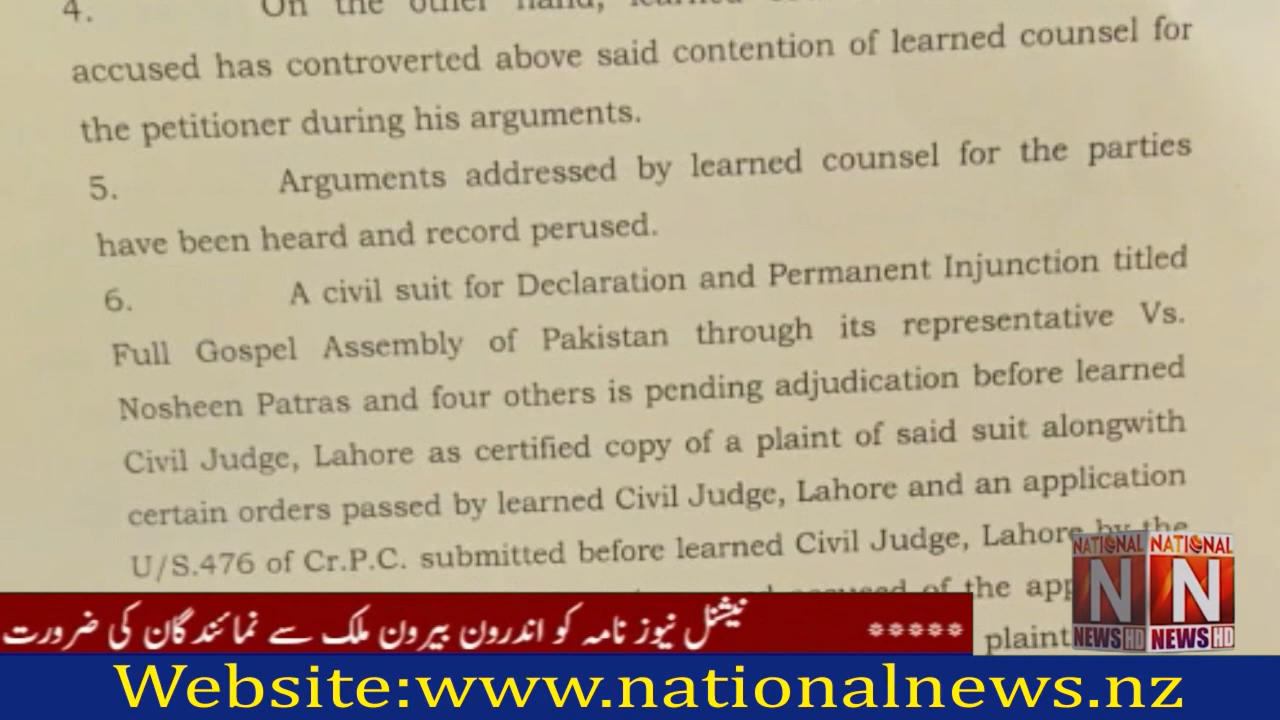 4. On the other hand, learned
accused has controverted above said contention of learned counsel for
the petitioner during his arguments.
5. Arguments addressed by learned counsel for the parties
have been heard and record perused.
6. A civil suit for Declaration and Permanent Injunction titled
Full Gospel Assembly of Pakistan through its representative Vs.
Nosheen Patras and four others is pending adjudication before learned
Civil Judge, Lahore as certified copy of a plaint of said suit alongwith
certain orders passed by learned Civil Judge, Lahore and an application
U/S.476 of Cr.P.C. submitted before learned Civil Judge, Lahore by the
accused of the
plaint
NATIONAL NATIONAL
N N
NEWS HD NEWS HD
***** نیشنل نیوز نامہ کو اندرون بیرون ملک سے نمائندگان کی ضرورت
Website:www.nationalnews.nz